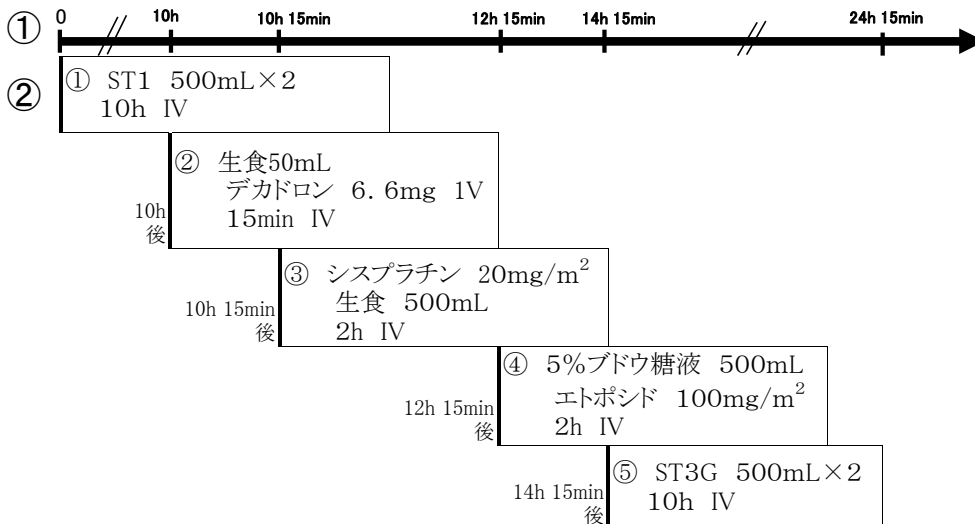 0 10h 10h 15min 12h 15min 14h 15min 24h 15min
①
②
① ST1 500mL×2
10h IV
② 生食50mL
デカドロン 6.6mg 1V
15min IV
10h
後
③ シスプラチン 20mg/m²
生食 500mL
2h IV
10h 15min
後
④ 5%ブドウ糖液 500mL
エトポシド 100mg/m²
2h IV
12h 15min
後
⑤ ST3G 500mL×2
10h IV
14h 15min
後